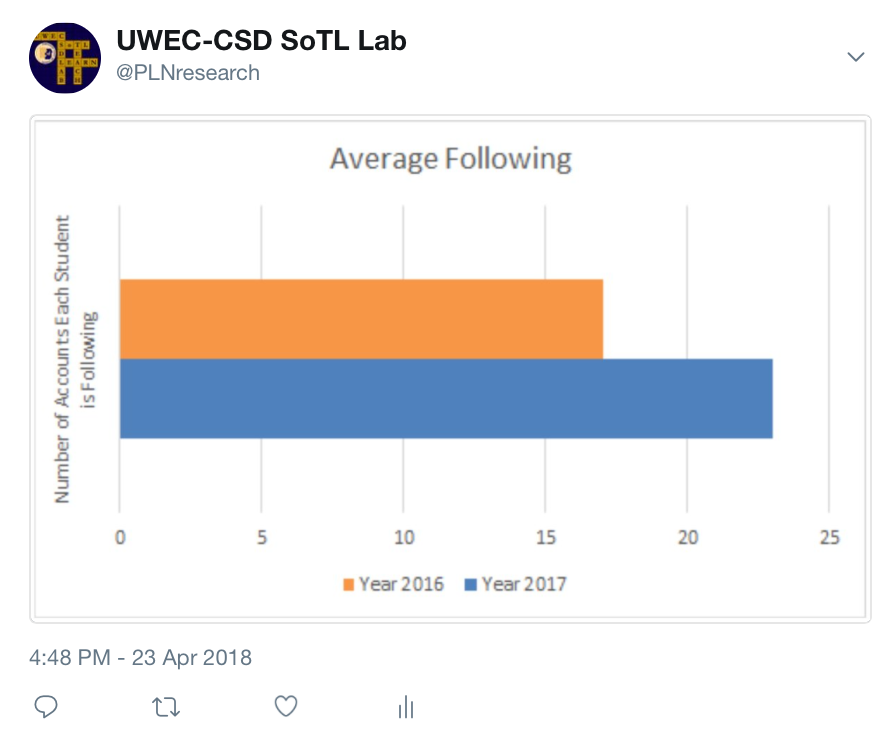 UWEC-CSD SoTL Lab
@PLNresearch
Average Following
Number of Accounts Each Student
is Following
0 5 10 15 20 25
Year 2016 Year 2017
4:48 PM - 23 Apr 2018